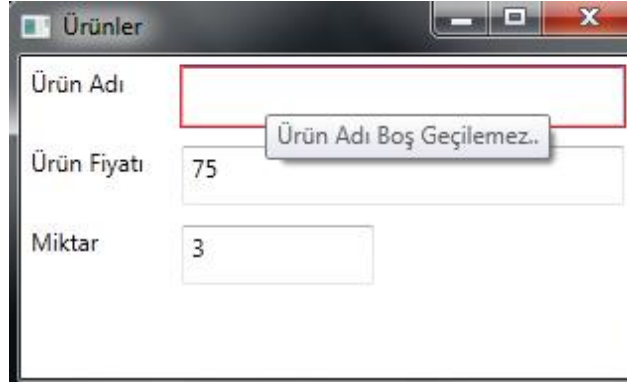 Ürünler
Ürün Adı
Ürün Adı Boş Geçilemez..
Ürün Fiyatı 75
Miktar 3